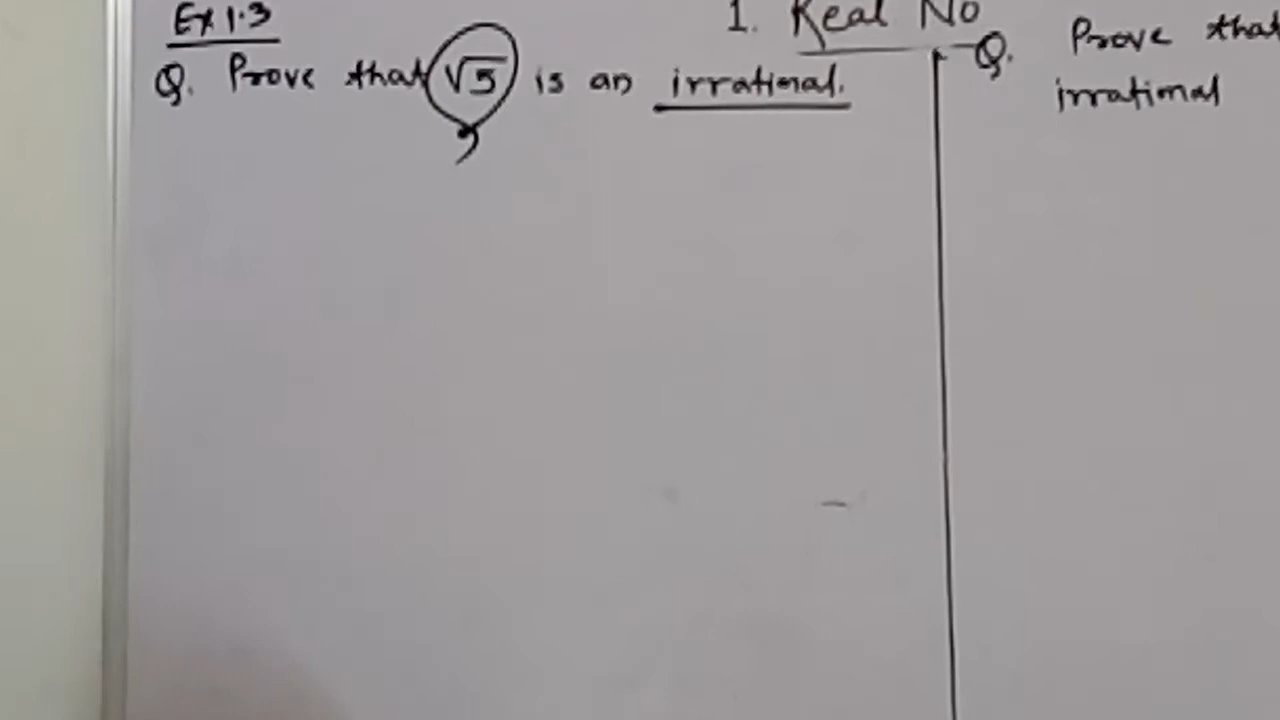 Ex 1.3
1. Real No
Q. Prove that √5 is an irrational.
Q. Prove that
irrational